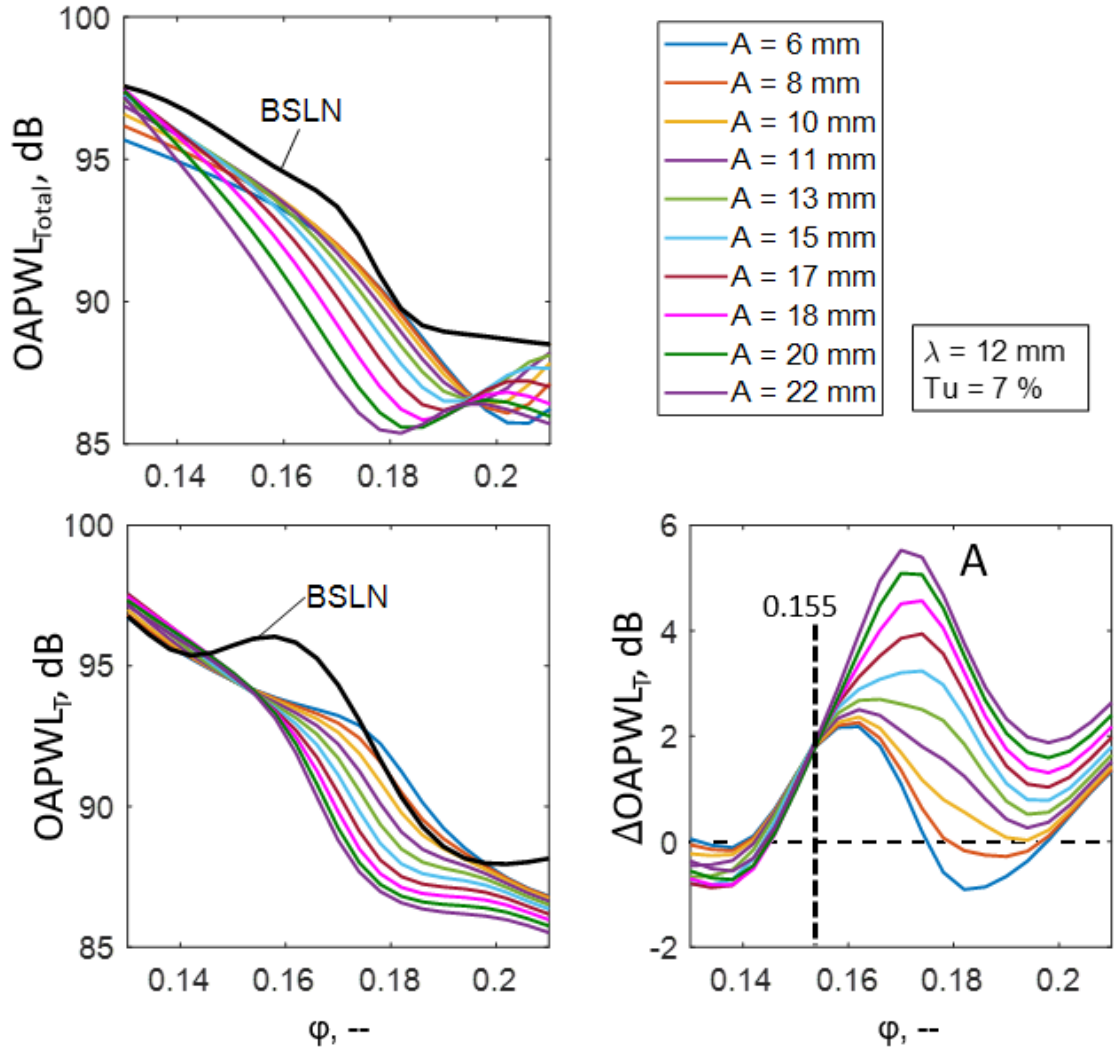 100
95
90
85
OAPWL_Total, dB
BSLN
0.14 0.16 0.18 0.2
A = 6 mm
A = 8 mm
A = 10 mm
A = 11 mm
A = 13 mm
A = 15 mm
A = 17 mm
A = 18 mm
A = 20 mm
A = 22 mm
λ = 12 mm
Tu = 7 %
100
95
90
85
OAPWL_T, dB
BSLN
0.14 0.16 0.18 0.2
φ, --
6
4
2
0
-2
ΔOAPWL_T, dB
A
0.155
0.14 0.16 0.18 0.2
φ, --